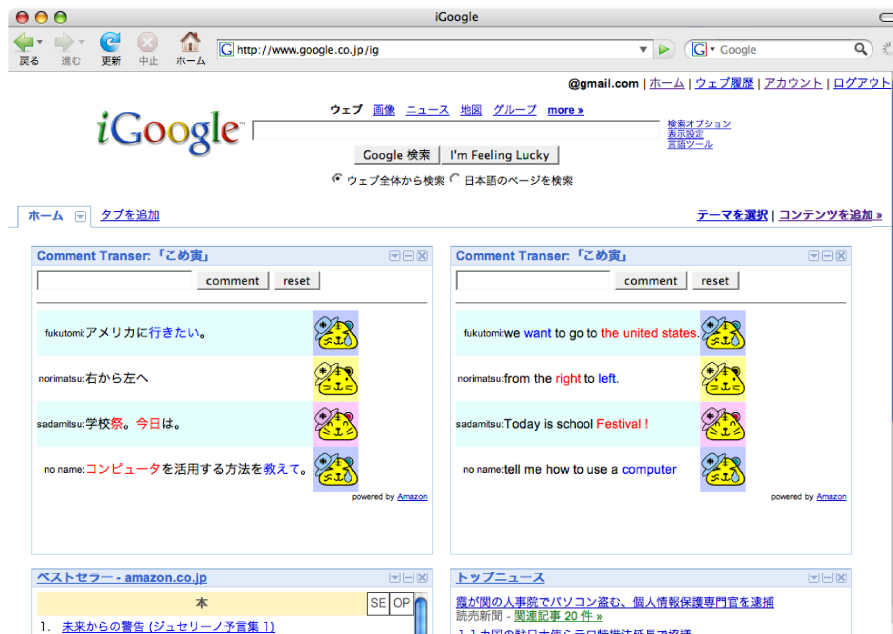 iGoogle
戻る 進む 更新 中止 ホーム http://www.google.co.jp/ig Google
@gmail.com | ホーム | ウェブ履歴 | アカウント | ログアウト
iGoogle™
ウェブ 画像 ニュース 地図 グループ more »
検索オプション
表示設定
言語ツール
Google 検索 I'm Feeling Lucky
ウェブ全体から検索 日本語のページを検索
ホーム タブを追加 テーマを選択 | コンテンツを追加 »
Comment Transer: 「こめ寅」
comment reset
fukutomi:アメリカに行きたい。
norimatsu:右から左へ
sadamitsu:学校祭。今日は。
no name:コンピュータを活用する方法を教えて。
powered by Amazon
Comment Transer: 「こめ寅」
comment reset
fukutomi:we want to go to the united states.
norimatsu:from the right to left.
sadamitsu:Today is school Festival !
no name:tell me how to use a computer
powered by Amazon
ベストセラー - amazon.co.jp
本 SE OP
1. 未来からの警告 (ジュセリーノ予言集 1)
トップニュース
霞が関の人事院でパソコン盗む、個人情報保護専門官を逮捕
読売新聞 - 関連記事 20 件 »